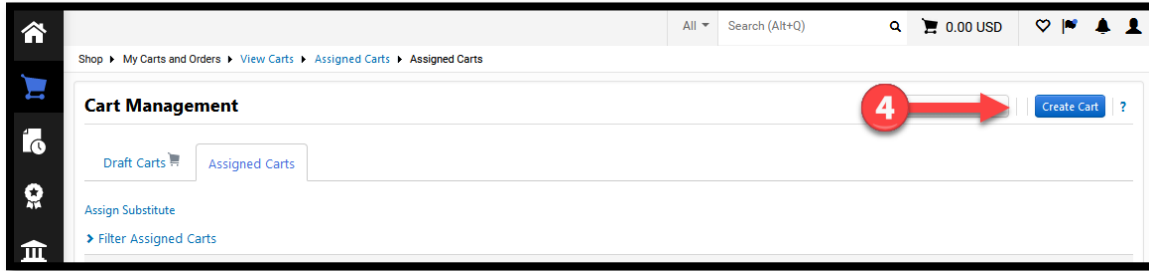 All Search (Alt+Q) 0.00 USD
Shop My Carts and Orders View Carts Assigned Carts Assigned Carts
Cart Management 4 Create Cart ?
Draft Carts Assigned Carts
Assign Substitute
Filter Assigned Carts